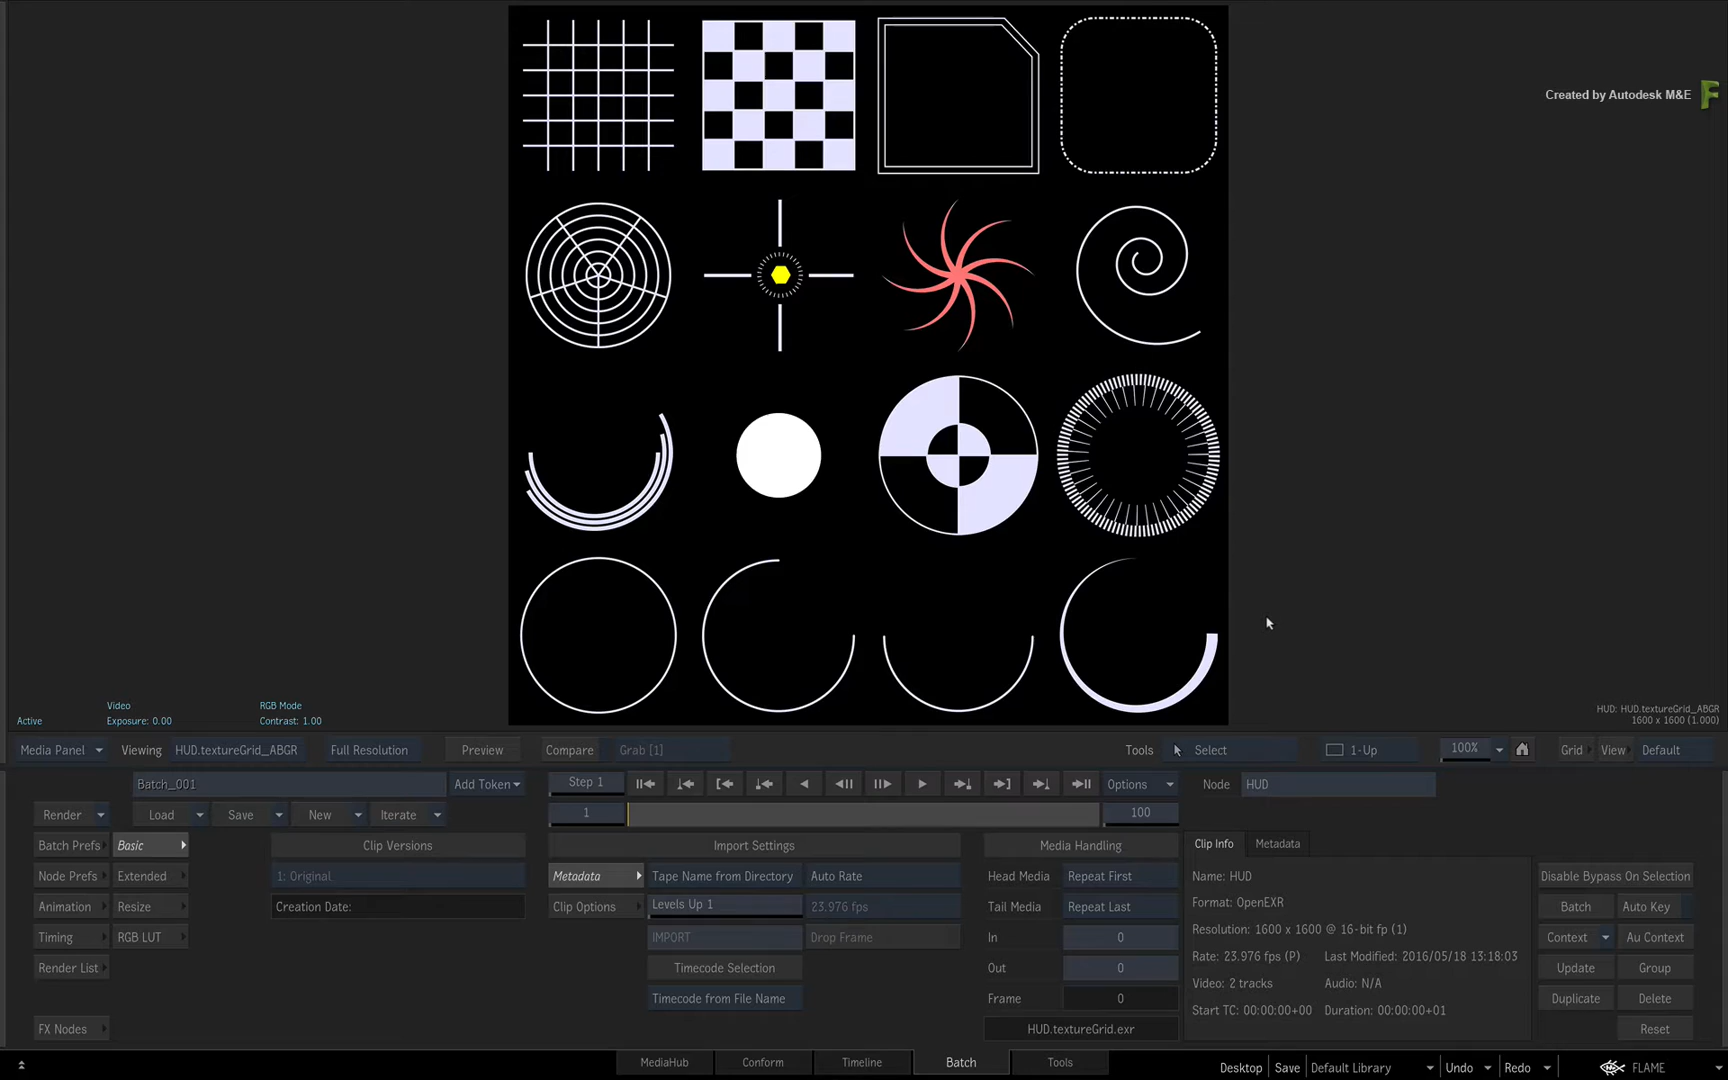 Created by Autodesk M&E
Video
RGB Mode
Active
Exposure: 0.00
Contrast: 1.00
HUD: HUD.textureGrid_ABGR
1600 x 1600 (1.000)
Media Panel
Viewing
HUD.textureGrid_ABGR
Full Resolution
Preview
Compare
Grab [1]
Tools
Select
1-Up
100%
Grid
View
Default
Batch_001
Add Token
Step 1
Options
Node
HUD
Render
Load
Save
New
Iterate
1
100
Batch Prefs
Basic
Clip Versions
Import Settings
Media Handling
Clip Info
Metadata
Node Prefs
Extended
1: Original
Metadata
Tape Name from Directory
Auto Rate
Head Media
Repeat First
Name: HUD
Disable Bypass On Selection
Animation
Resize
Creation Date:
Clip Options
Levels Up 1
23.976 fps
Tail Media
Repeat Last
Format: OpenEXR
Batch
Auto Key
Timing
RGB LUT
IMPORT
Drop Frame
In
0
Resolution: 1600 x 1600 @ 16-bit fp (1)
Context
Au Context
Render List
Timecode Selection
Out
0
Rate: 23.976 fps (P)
Last Modified: 2016/05/18 13:18:03
Update
Group
Timecode from File Name
Frame
0
Video: 2 tracks
Audio: N/A
Duplicate
Delete
Start TC: 00:00:00+00
Duration: 00:00:00+01
FX Nodes
HUD.textureGrid.exr
Reset
MediaHub
Conform
Timeline
Batch
Tools
Desktop
Save
Default Library
Undo
Redo
FLAME